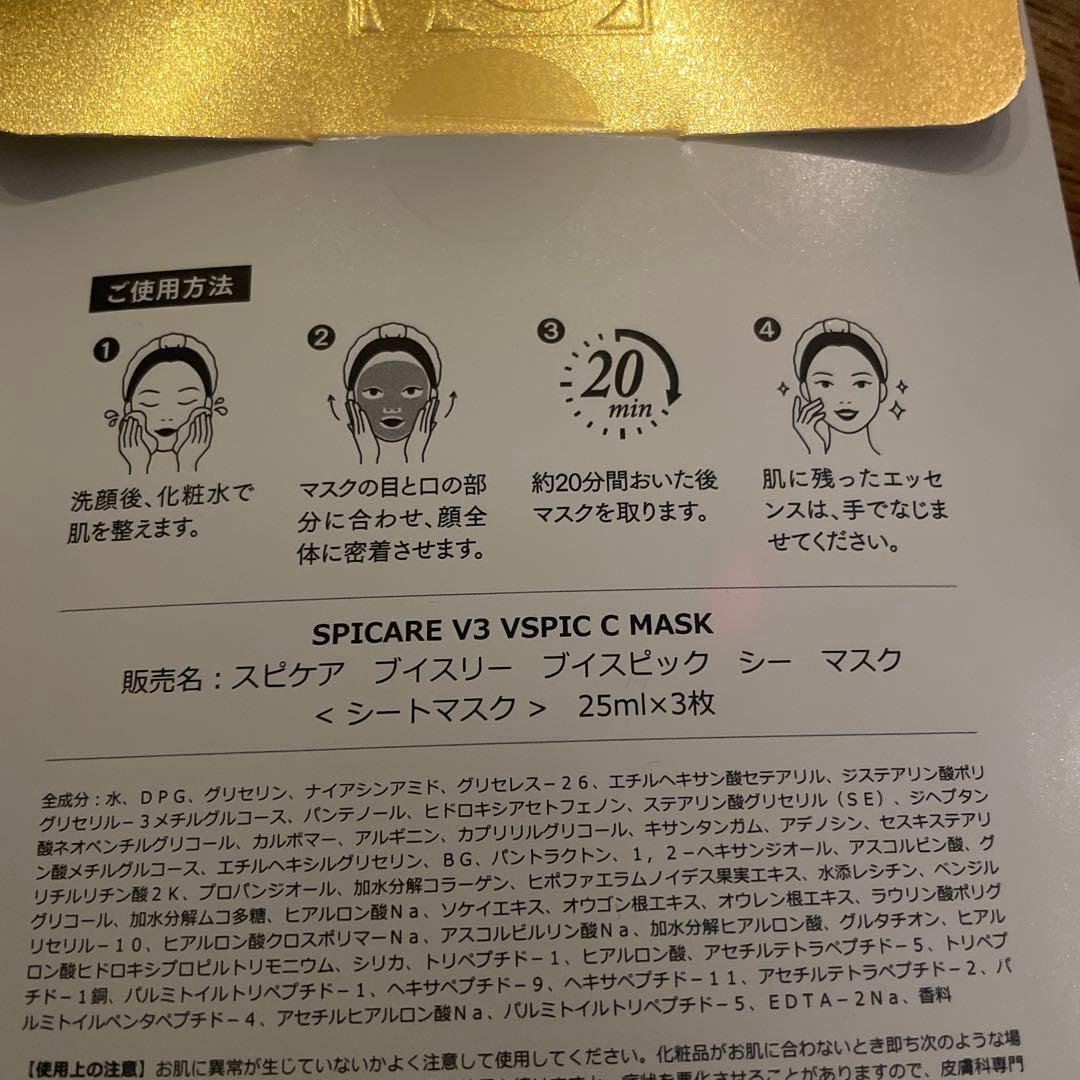 ご使用方法
1
洗顔後、化粧水で
肌を整えます。
2
マスクの目と口の部
分に合わせ、顔全
体に密着させます。
3
20
min
約20分間おいた後
マスクを取ります。
4
肌に残ったエッセ
ンスは、手でなじま
せてください。
SPICARE V3 VSPIC C MASK
販売名：スピケア ブイスリー ブイスピック シー マスク
< シートマスク > 25ml×3枚
全成分：水、ＤＰＧ、グリセリン、ナイアシンアミド、グリセレス－２６、エチルヘキサン酸セテアリル、ジステアリン酸ポリ
グリセリル－３メチルグルコース、パンテノール、ヒドロキシアセトフェノン、ステアリン酸グリセリル（ＳＥ）、ジヘプタン
酸ネオペンチルグリコール、カルボマー、アルギニン、カプリリルグリコール、キサンタンガム、アデノシン、セスキステアリ
ン酸メチルグルコース、エチルヘキシルグリセリン、ＢＧ、パントラクトン、１，２－ヘキサンジオール、アスコルビン酸、グ
リチルリチン酸２Ｋ、プロパンジオール、加水分解コラーゲン、ヒポファエラムノイデス果実エキス、水添レシチン、ベンジル
グリコール、加水分解ムコ多糖、ヒアルロン酸Ｎａ、ソケイエキス、オウゴン根エキス、オウレン根エキス、ラウリン酸ポリグ
リセリル－１０、ヒアルロン酸クロスポリマーＮａ、アスコルビルリン酸Ｎａ、加水分解ヒアルロン酸、グルタチオン、ヒアル
ロン酸ヒドロキシプロピルトリモニウム、シリカ、トリペプチド－１、ヒアルロン酸、アセチルテトラペプチド－５、トリペプ
チド－１銅、パルミトイルトリペプチド－１、ヘキサペプチド－９、ヘキサペプチド－１１、アセチルテトラペプチド－２、パ
ルミトイルペンタペプチド－４、アセチルヒアルロン酸Ｎａ、パルミトイルトリペプチド－５、ＥＤＴＡ－２Ｎａ、香料
【使用上の注意】お肌に異常が生じていないかよく注意して使用してください。化粧品がお肌に合わないとき即ち次のような場
症状を悪化させることがありますので、皮膚科専門